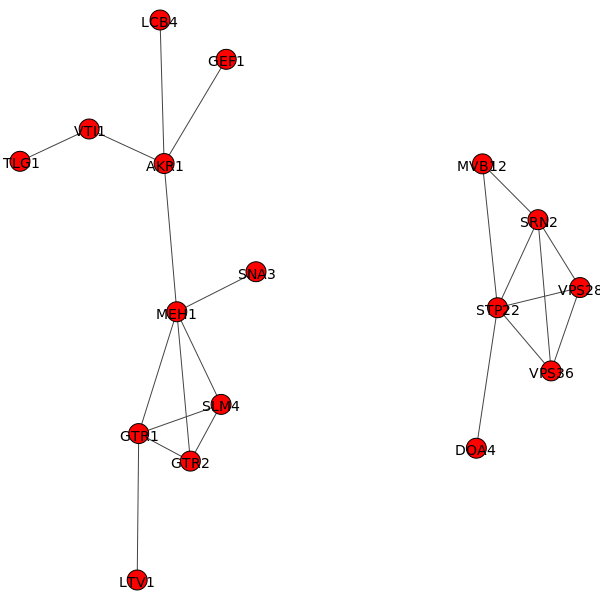 LCB4
GEF1
VTI1
TLG1
AKR1
MVB12
SRN2
SNA3
VPS28
STP22
MEH1
VPS36
SLM4
GTR1
GTR2
DOA4
LTV1